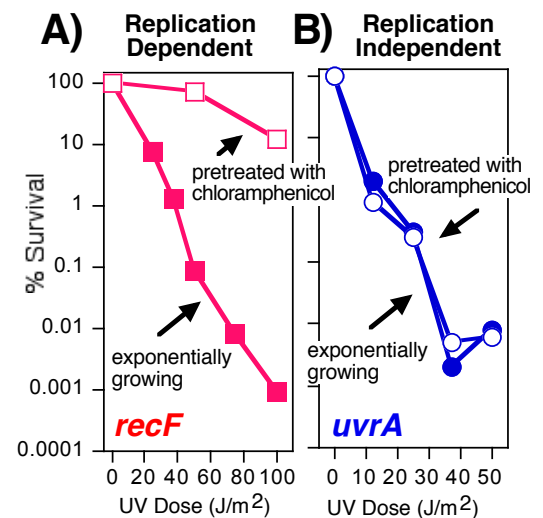 A) Replication
Dependent
B) Replication
Independent
100
10
1
0.1
0.01
0.001
0.0001
% Survival
pretreated with
chloramphenicol
exponentially
growing
recF
0 20 40 60 80 100
UV Dose (J/m2)
pretreated with
chloramphenicol
exponentially
growing
uvrA
0 10 20 30 40 50
UV Dose (J/m2)